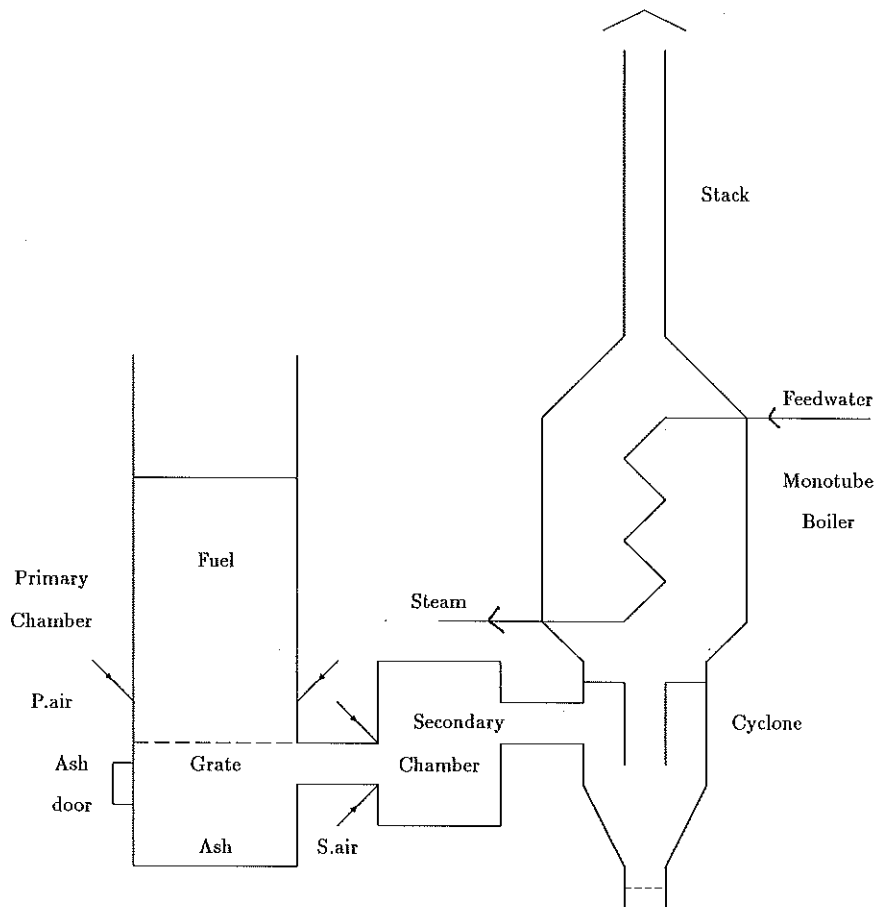 Stack
Feedwater
Monotube
Boiler
Fuel
Primary
Chamber
Steam
P.air
Secondary
Chamber
Cyclone
Grate
Ash
door
Ash
S.air